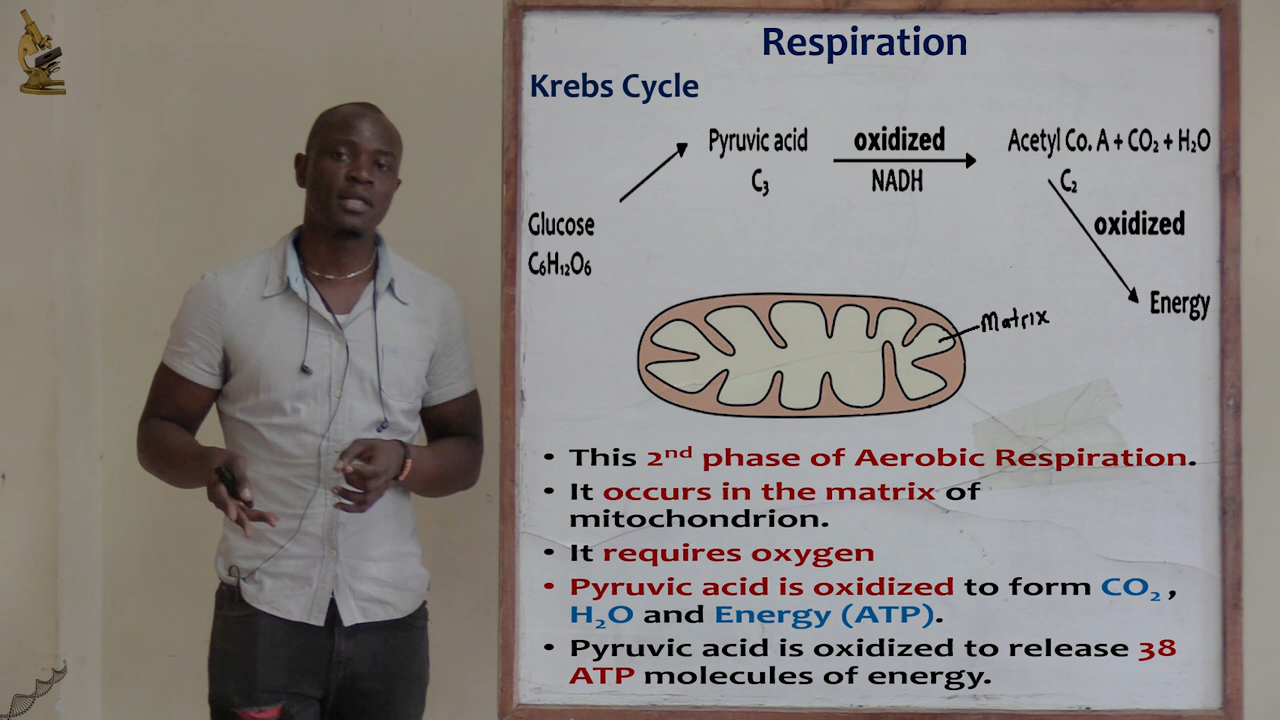 Respiration
Krebs Cycle
Pyruvic acid oxidized Acetyl Co. A + CO₂ + H₂O
C₃ NADH C₂
Glucose oxidized
C₆H₁₂O₆
Energy
Matrix
• This 2nd phase of Aerobic Respiration.
• It occurs in the matrix of
mitochondrion.
• It requires oxygen
• Pyruvic acid is oxidized to form CO₂ ,
H₂O and Energy (ATP).
• Pyruvic acid is oxidized to release 38
ATP molecules of energy.